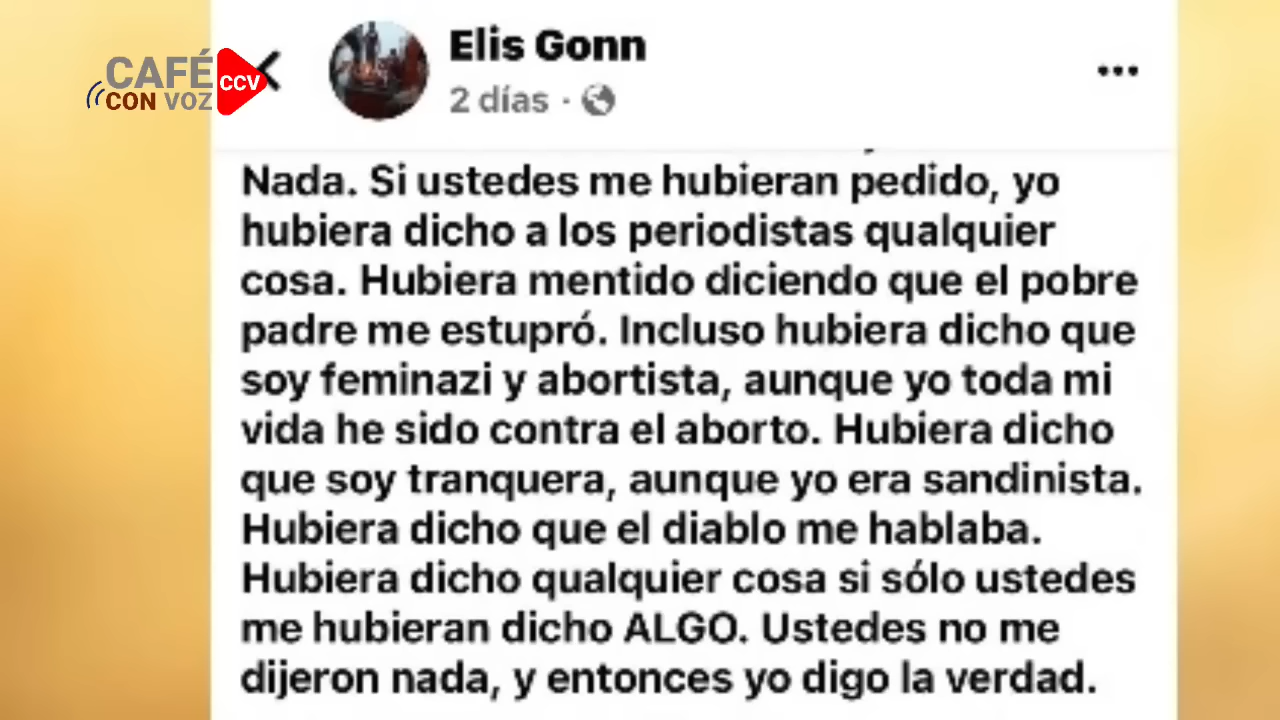 CAFÉ
CON VOZ
CCV
Elis Gonn
2 días ·
Nada. Si ustedes me hubieran pedido, yo
hubiera dicho a los periodistas qualquier
cosa. Hubiera mentido diciendo que el pobre
padre me estupró. Incluso hubiera dicho que
soy feminazi y abortista, aunque yo toda mi
vida he sido contra el aborto. Hubiera dicho
que soy tranquera, aunque yo era sandinista.
Hubiera dicho que el diablo me hablaba.
Hubiera dicho qualquier cosa si sólo ustedes
me hubieran dicho ALGO. Ustedes no me
dijeron nada, y entonces yo digo la verdad.